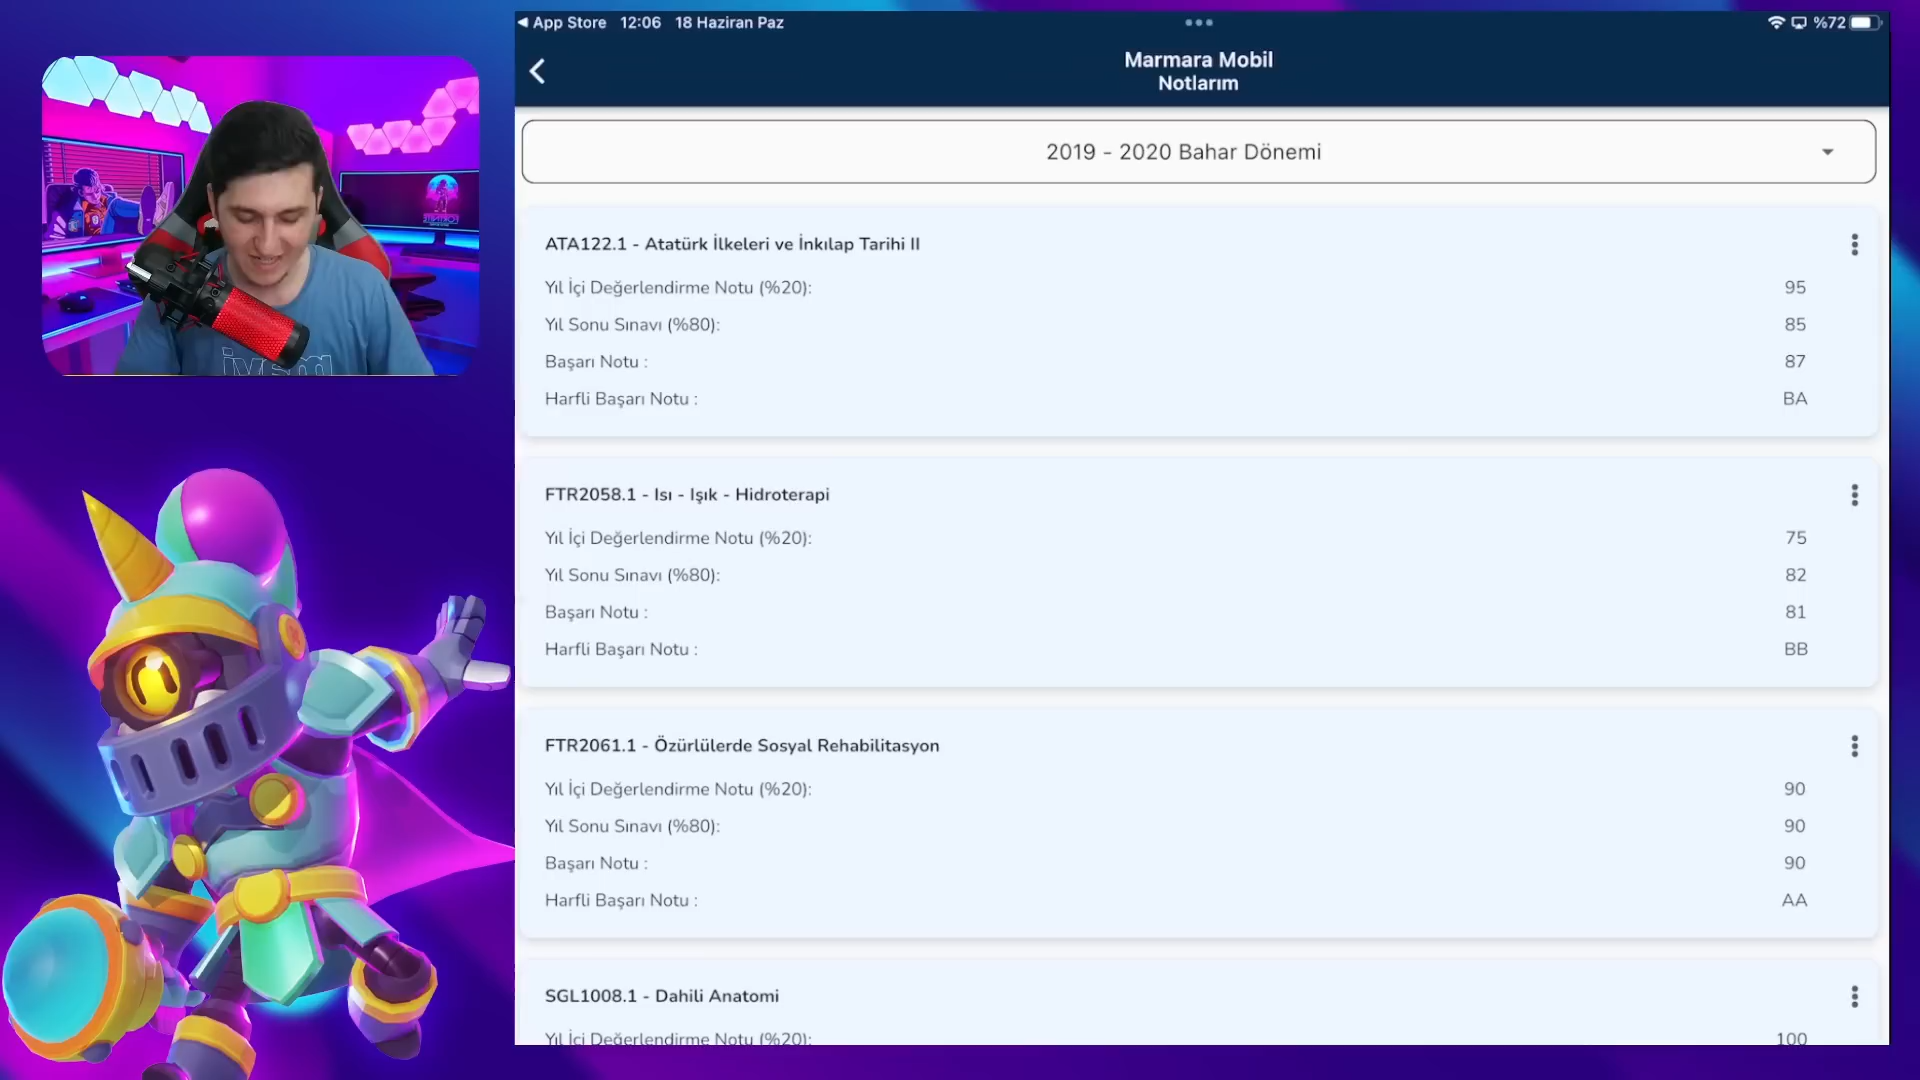 App Store 12:06 18 Haziran Paz
%72
Marmara Mobil
Notlarım
2019 - 2020 Bahar Dönemi
ATA122.1 - Atatürk İlkeleri ve İnkılap Tarihi II
Yıl İçi Değerlendirme Notu (%20): 95
Yıl Sonu Sınavı (%80): 85
Başarı Notu : 87
Harfli Başarı Notu : BA
FTR2058.1 - Isı - Işık - Hidroterapi
Yıl İçi Değerlendirme Notu (%20): 75
Yıl Sonu Sınavı (%80): 82
Başarı Notu : 81
Harfli Başarı Notu : BB
FTR2061.1 - Özürlülerde Sosyal Rehabilitasyon
Yıl İçi Değerlendirme Notu (%20): 90
Yıl Sonu Sınavı (%80): 90
Başarı Notu : 90
Harfli Başarı Notu : AA
SGL1008.1 - Dahili Anatomi
Yıl İçi Değerlendirme Notu (%20): 100